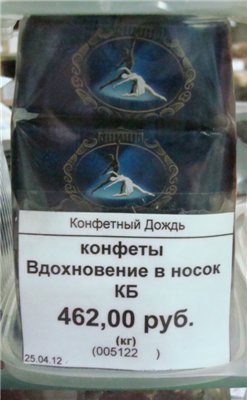 Конфетный Дождь
конфеты
Вдохновение в носок
КБ
462,00 руб.
(кг)
(005122 )
25.04.12